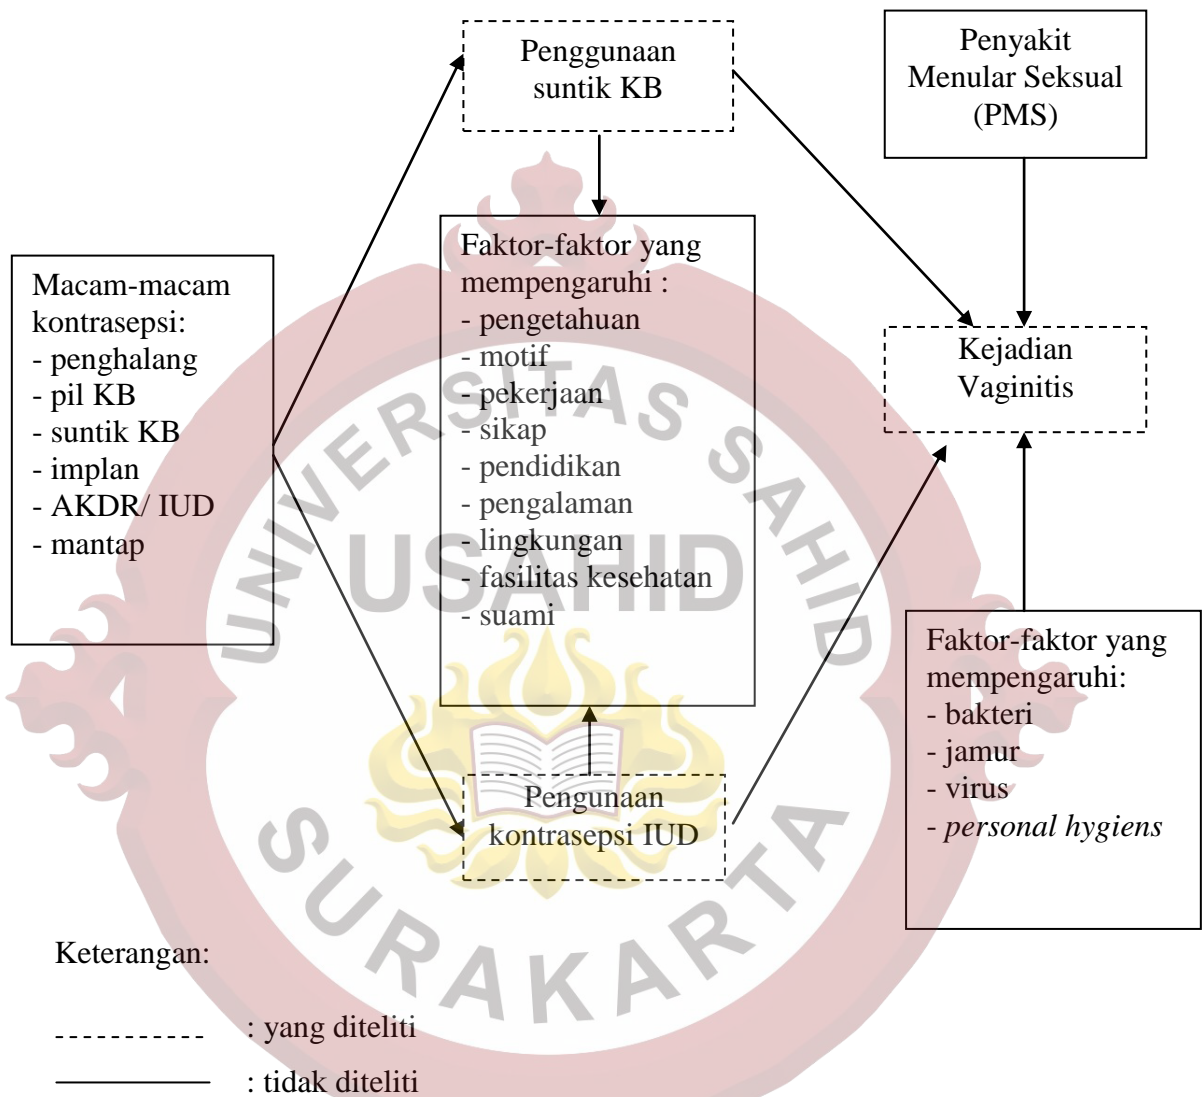 Penggunaan
suntik KB
Penyakit
Menular Seksual
(PMS)
Macam-macam
kontrasepsi:
- penghalang
- pil KB
- suntik KB
- implan
- AKDR/ IUD
- mantap
Faktor-faktor yang
mempengaruhi :
- pengetahuan
- motif
- pekerjaan
- sikap
- pendidikan
- pengalaman
- lingkungan
- fasilitas kesehatan
- suami
Kejadian
Vaginitis
Faktor-faktor yang
mempengaruhi:
- bakteri
- jamur
- virus
- personal hygiens
Pengunaan
kontrasepsi IUD
Keterangan:
: yang diteliti
: tidak diteliti
UNIVERSITAS SAHID
USAHID
SURAKARTA